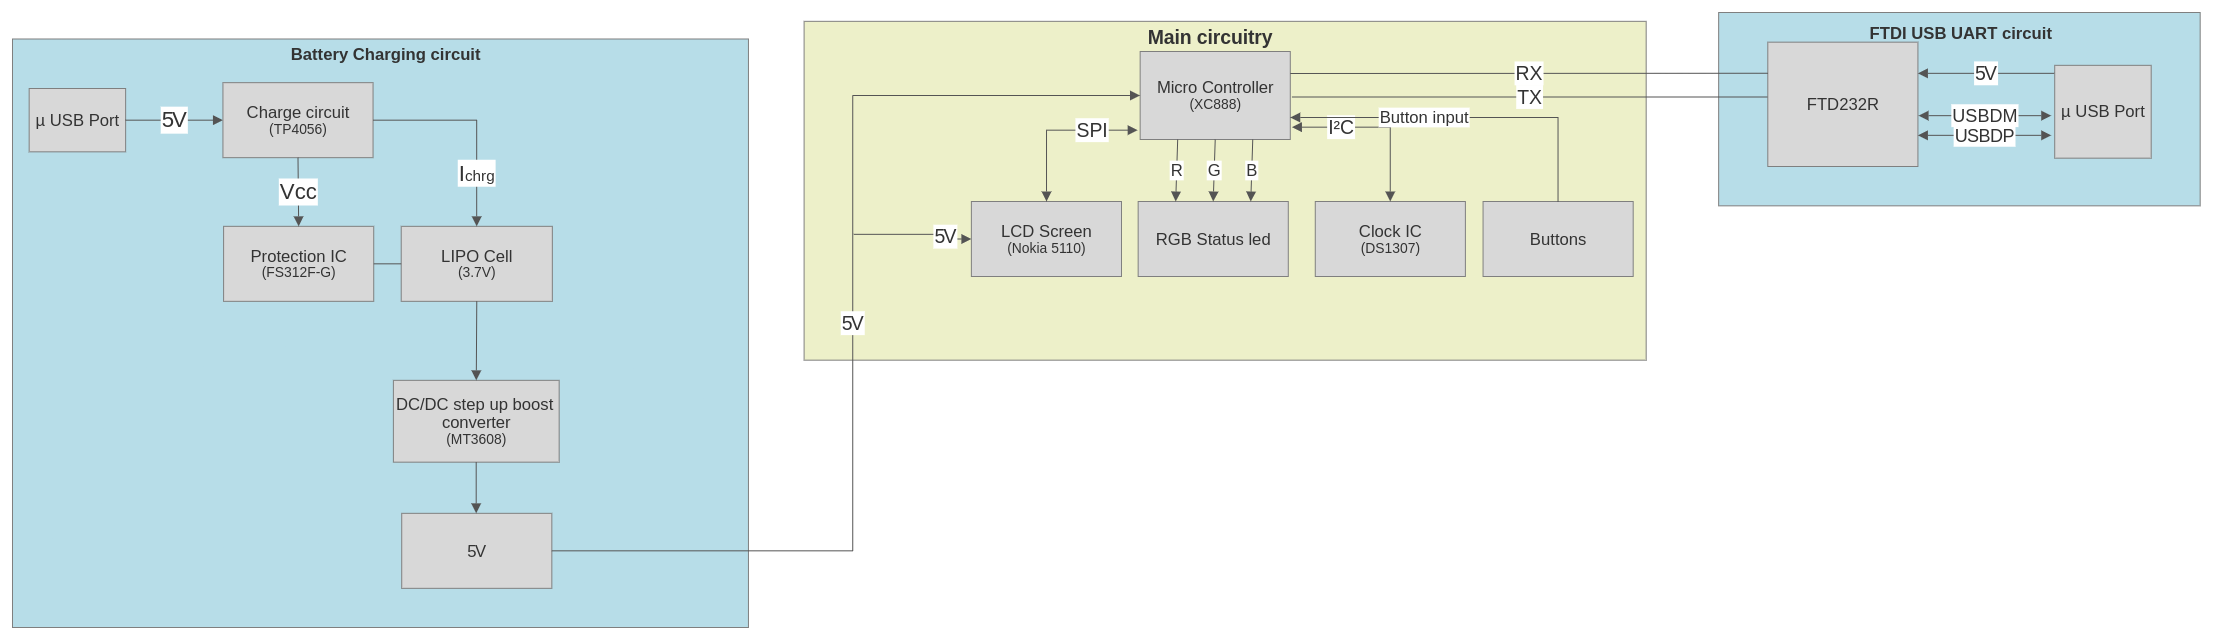 Battery Charging circuit
µ USB Port
5V
Charge circuit
(TP4056)
Vcc
Ichrg
Protection IC
(FS312F-G)
LIPO Cell
(3.7V)
DC/DC step up boost
converter
(MT3608)
5V
5V
Main circuitry
Micro Controller
(XC888)
SPI
R
G
B
I²C
Button input
5V
LCD Screen
(Nokia 5110)
RGB Status led
Clock IC
(DS1307)
Buttons
RX
TX
FTDI USB UART circuit
FTD232R
5V
USBDM
USBDP
µ USB Port